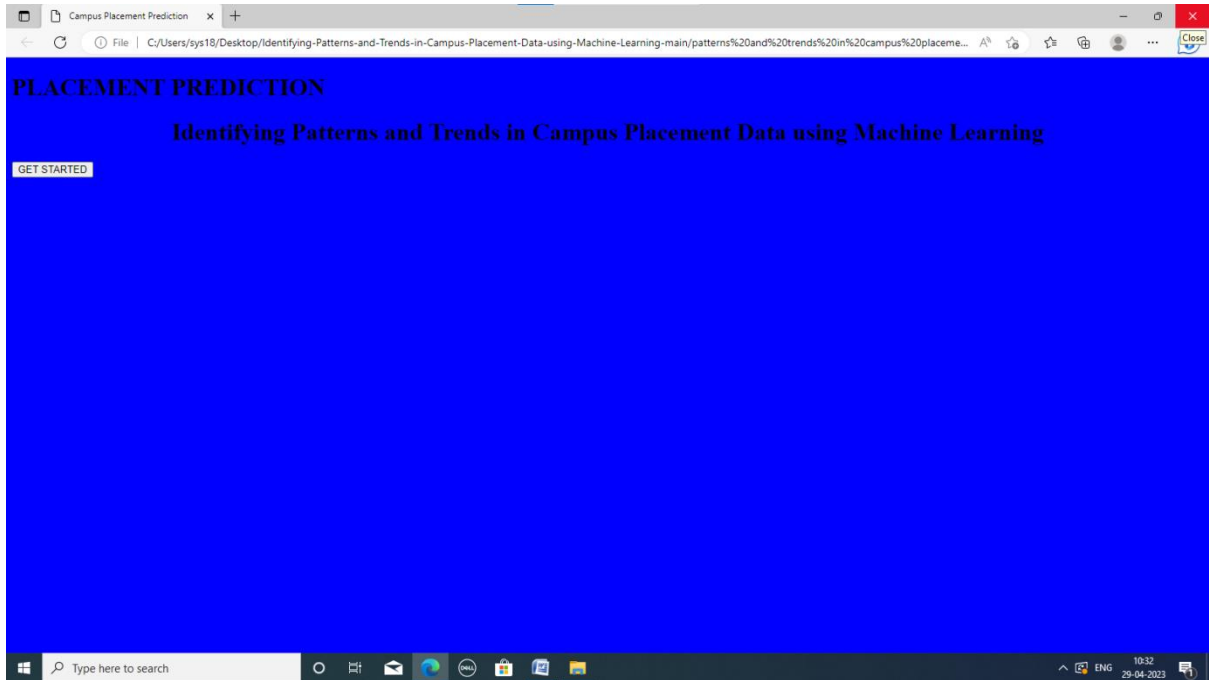 Campus Placement Prediction
File | C:/Users/sys18/Desktop/Identifying-Patterns-and-Trends-in-Campus-Placement-Data-using-Machine-Learning-main/patterns%20and%20trends%20in%20campus%20placeme...
Close
PLACEMENT PREDICTION
Identifying Patterns and Trends in Campus Placement Data using Machine Learning
GET STARTED
Type here to search
DELL
ENG
10:32
29-04-2023